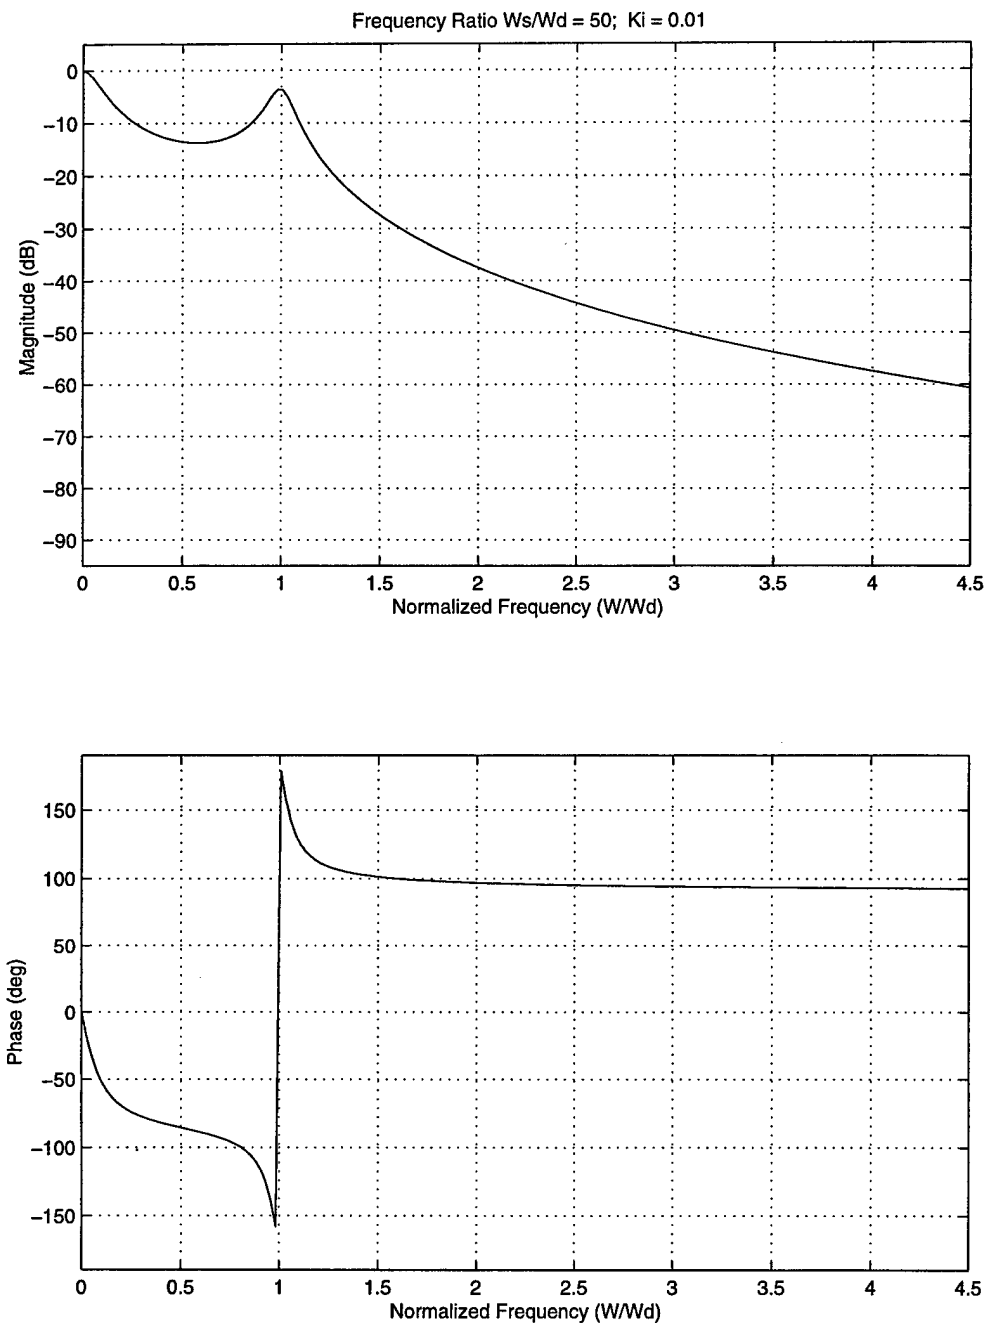 Frequency Ratio Ws/Wd = 50; Ki = 0.01
Magnitude (dB)
0
−10
−20
−30
−40
−50
−60
−70
−80
−90
0 0.5 1 1.5 2 2.5 3 3.5 4 4.5
Normalized Frequency (W/Wd)
Phase (deg)
150
100
50
0
−50
−100
−150
0 0.5 1 1.5 2 2.5 3 3.5 4 4.5
Normalized Frequency (W/Wd)